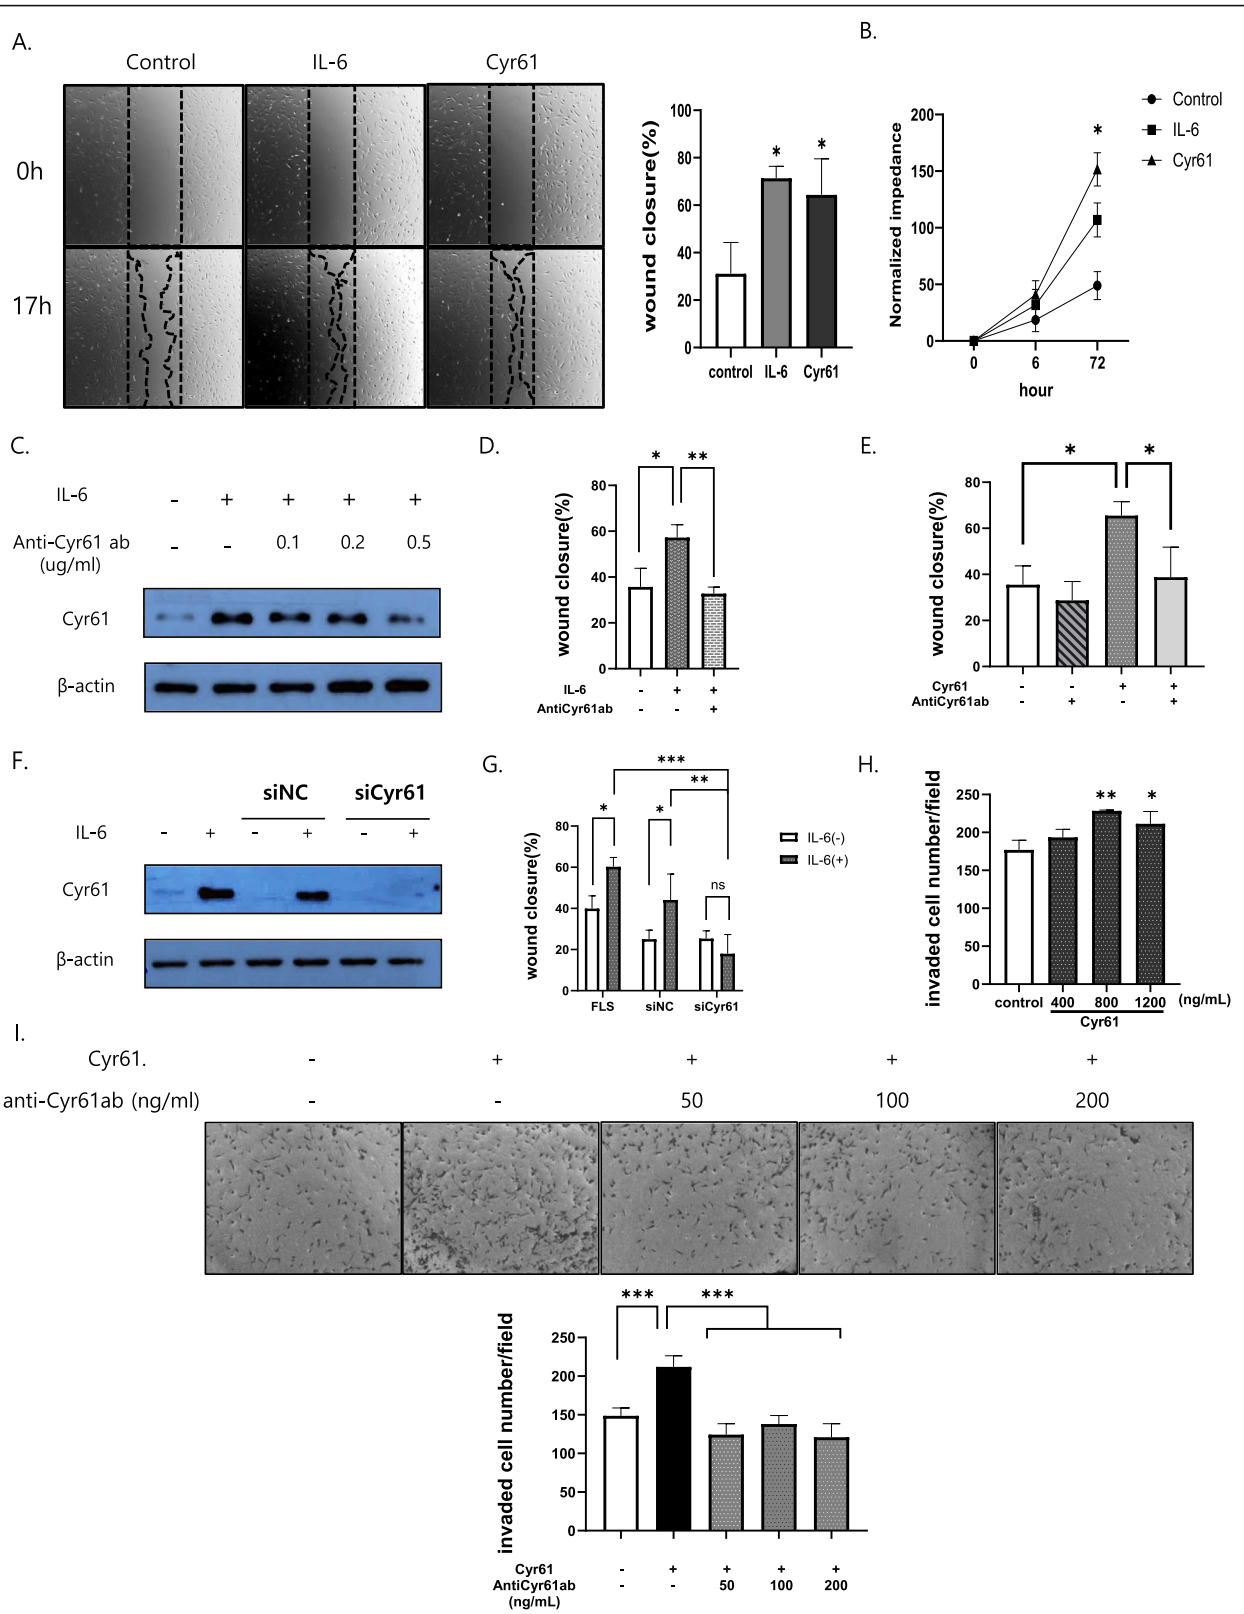 A.
Control IL-6 Cyr61
0h
17h
wound closure(%)
100
80
60
40
20
0
control IL-6 Cyr61
* *
B.
Normalized impedance
200
150
100
50
0
0 6 72
hour
*
Control
IL-6
Cyr61
C.
IL-6 - + + + +
Anti-Cyr61 ab - - 0.1 0.2 0.5
(ug/ml)
Cyr61
β-actin
D.
* **
wound closure(%)
80
60
40
20
0
IL-6 - + +
AntiCyr61ab - - +
E.
* *
wound closure(%)
80
60
40
20
0
Cyr61 - - + +
AntiCyr61ab - + - +
F.
siNC siCyr61
IL-6 - + - + - +
Cyr61
β-actin
G.
***
**
* *
ns
wound closure(%)
80
60
40
20
0
FLS siNC siCyr61
IL-6(-)
IL-6(+)
H.
** *
invaded cell number/field
250
200
150
100
50
0
control 400 800 1200 (ng/mL)
Cyr61
I.
Cyr61. - + + + +
anti-Cyr61ab (ng/ml) - - 50 100 200
*** ***
invaded cell number/field
250
200
150
100
50
0
Cyr61 - + + + +
AntiCyr61ab - - 50 100 200
(ng/mL)